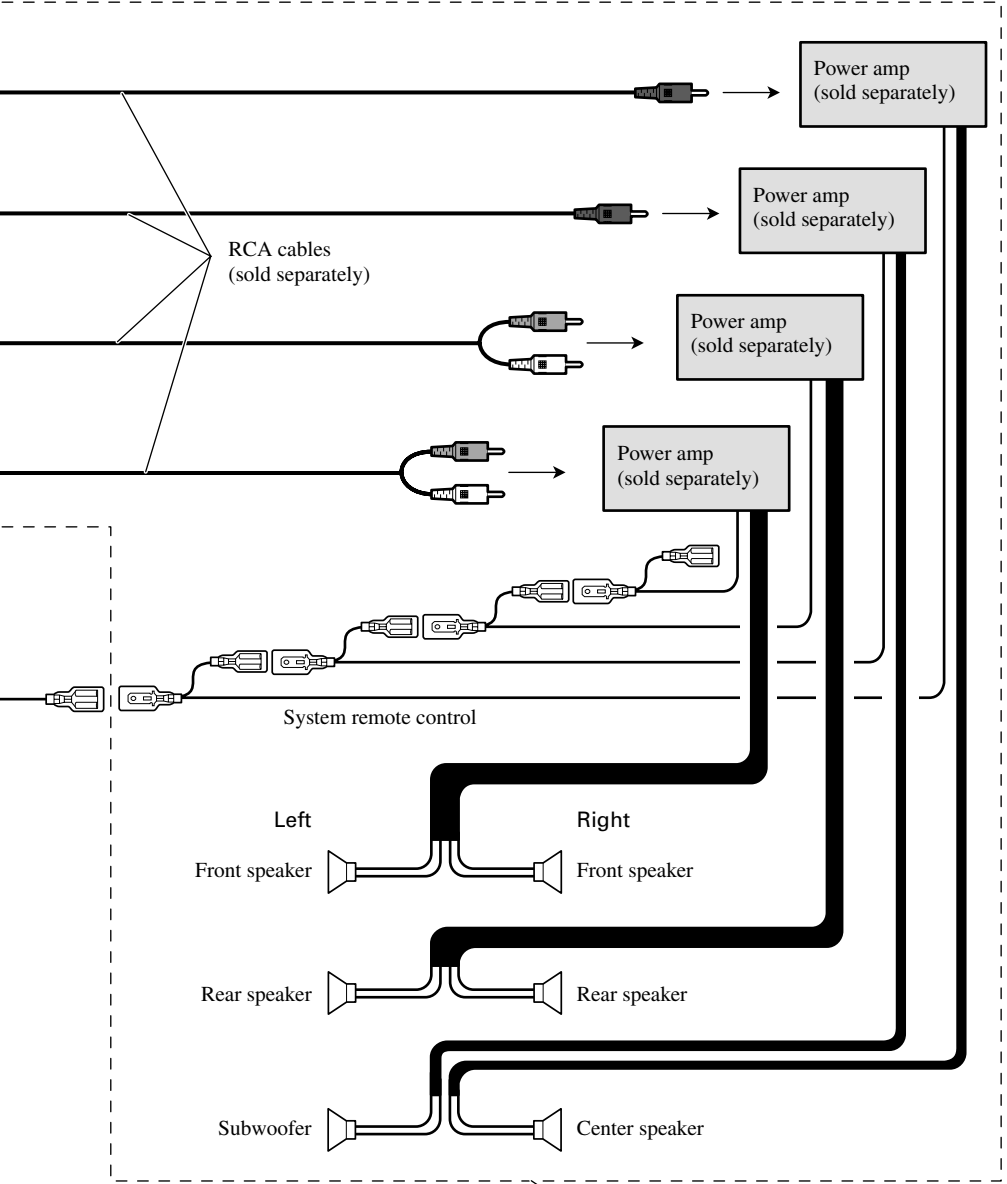 Power amp
(sold separately)
Power amp
(sold separately)
RCA cables
(sold separately)
Power amp
(sold separately)
Power amp
(sold separately)
System remote control
Left
Right
Front speaker
Front speaker
Rear speaker
Rear speaker
Subwoofer
Center speaker